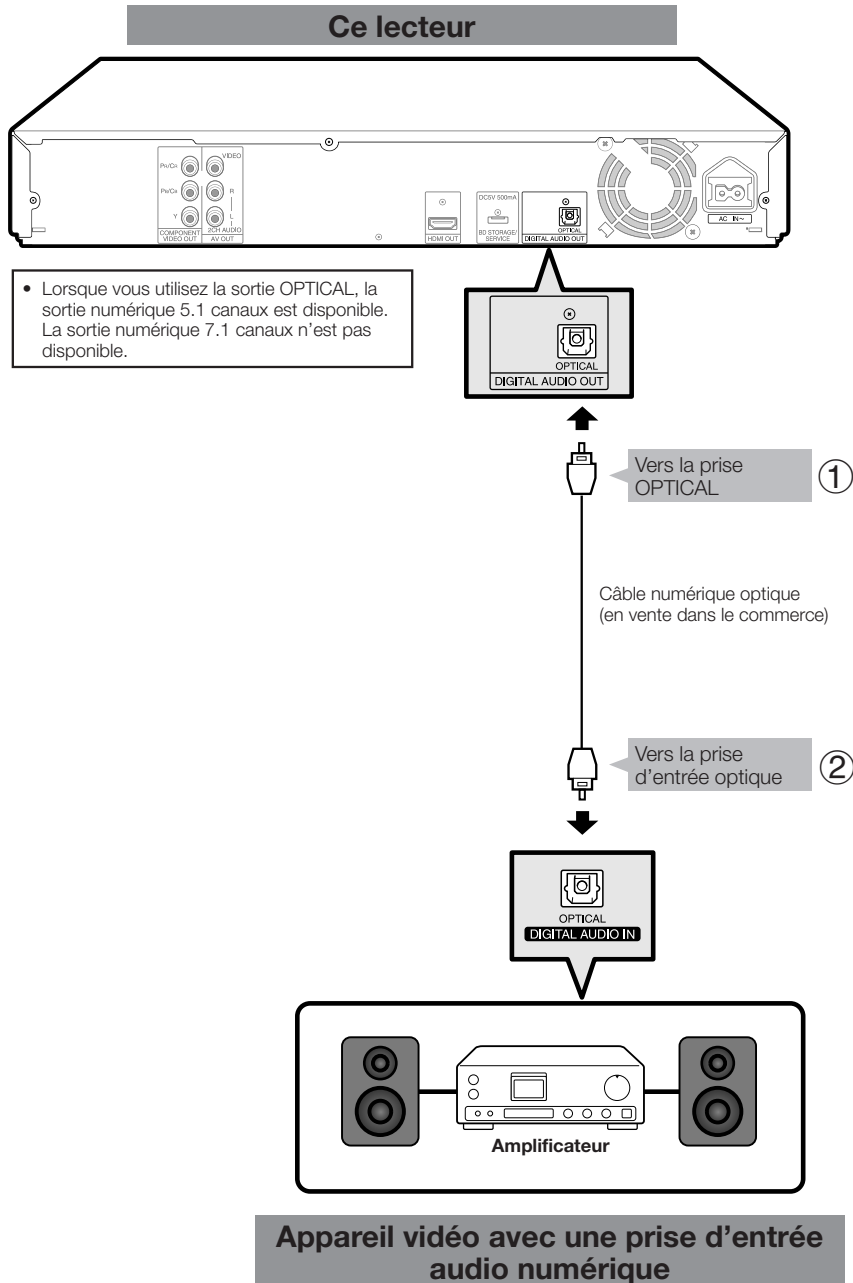 Ce lecteur
PR/CR
VIDEO
PB/CB
R
Y
L
COMPONENT
VIDEO OUT
2CH AUDIO
AV OUT
HDMI OUT
DC5V 500mA
BD STORAGE/
SERVICE
OPTICAL
DIGITAL AUDIO OUT
AC IN~
• Lorsque vous utilisez la sortie OPTICAL, la
sortie numérique 5.1 canaux est disponible.
La sortie numérique 7.1 canaux n’est pas
disponible.
OPTICAL
DIGITAL AUDIO OUT
Vers la prise
OPTICAL
①
Câble numérique optique
(en vente dans le commerce)
Vers la prise
d’entrée optique
②
OPTICAL
DIGITAL AUDIO IN
Amplificateur
Appareil vidéo avec une prise d’entrée
audio numérique